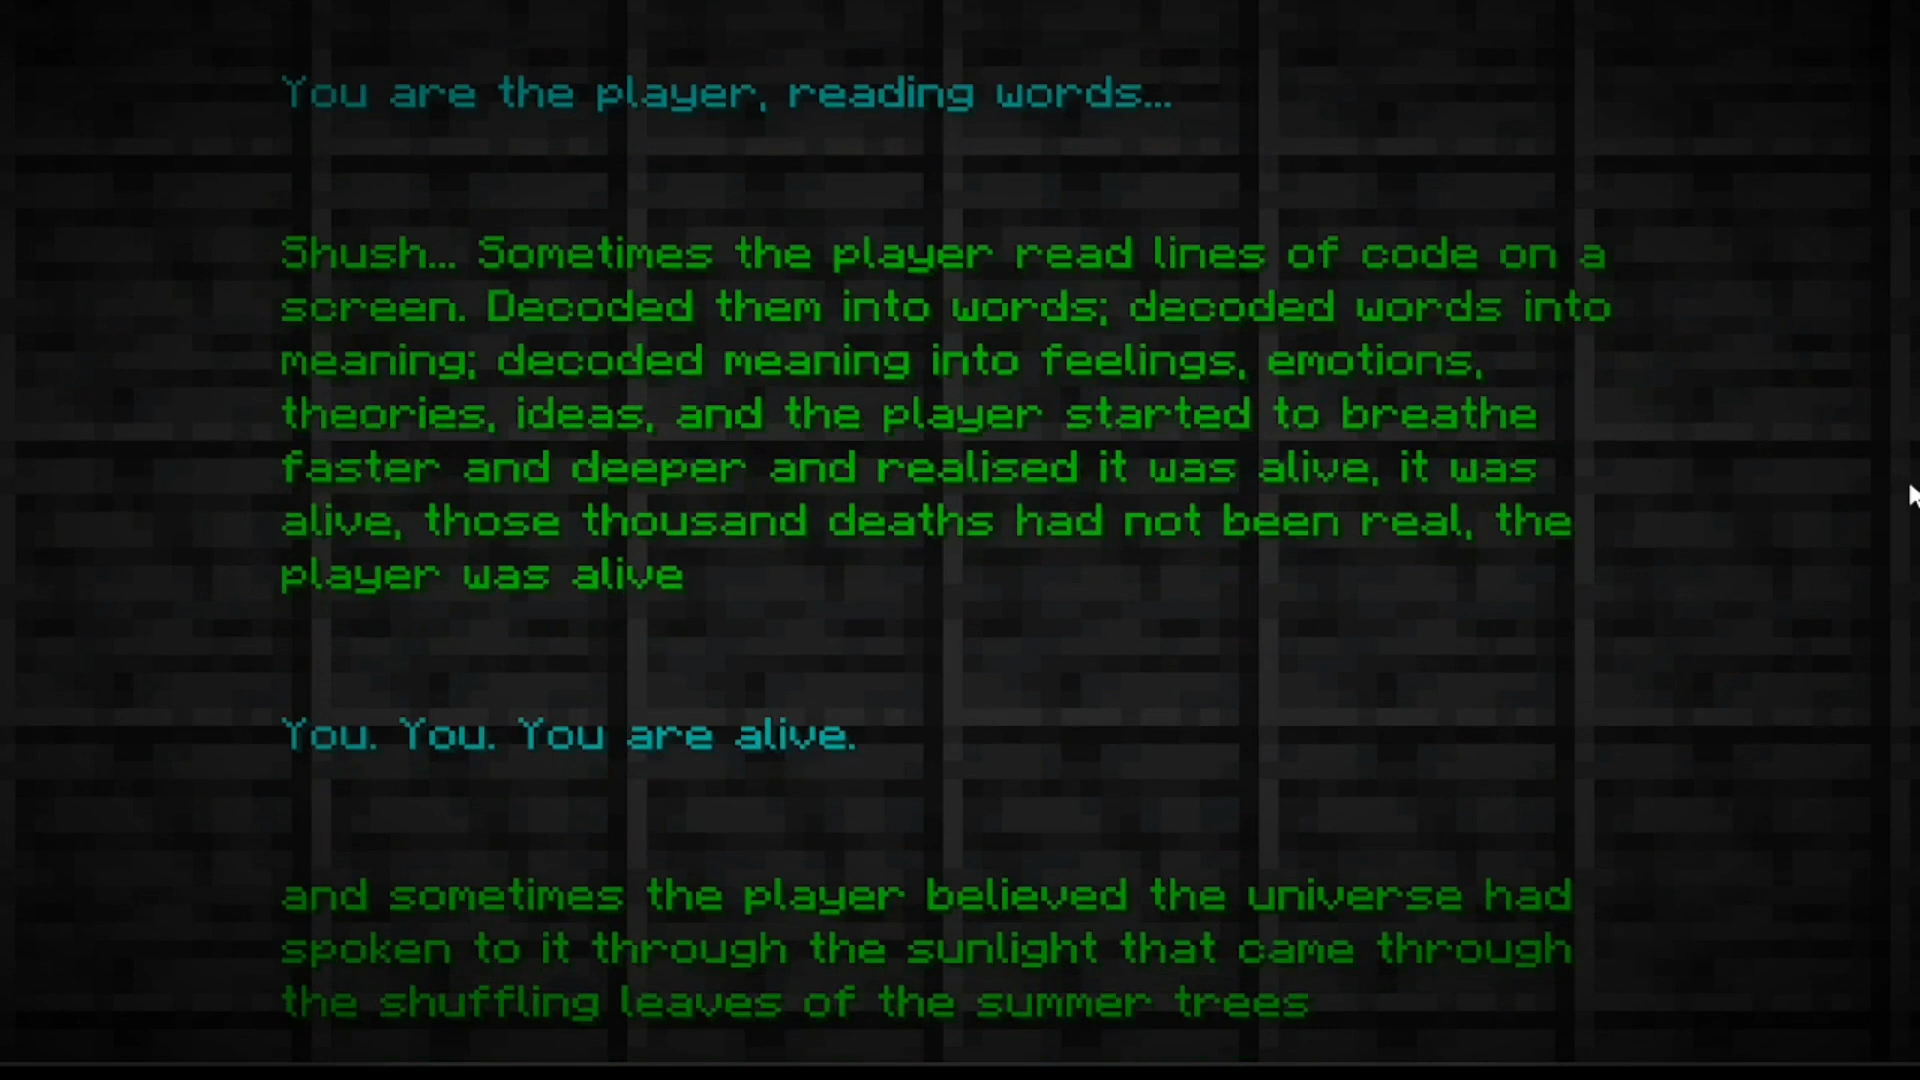 You are the player, reading words...
Shush... Sometimes the player read lines of code on a
screen. Decoded them into words; decoded words into
meaning; decoded meaning into feelings, emotions,
theories, ideas, and the player started to breathe
faster and deeper and realised it was alive, it was
alive, those thousand deaths had not been real, the
player was alive
You. You. You are alive.
and sometimes the player believed the universe had
spoken to it through the sunlight that came through
the shuffling leaves of the summer trees